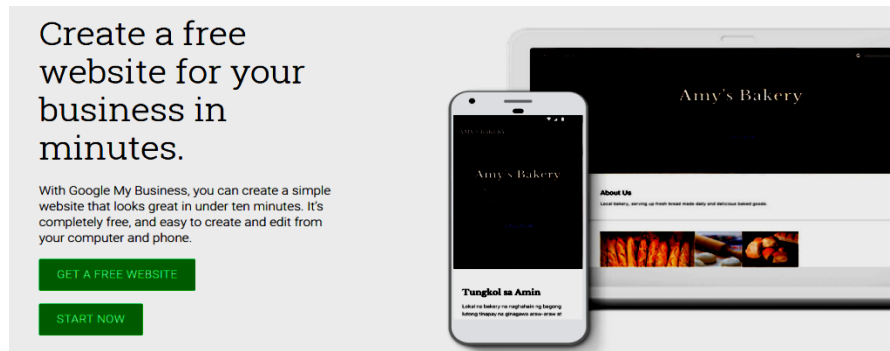 Create a free
website for your
business in
minutes.
With Google My Business, you can create a simple
website that looks great in under ten minutes. It's
completely free, and easy to create and edit from
your computer and phone.
GET A FREE WEBSITE
START NOW
Amy's Bakery
Amy's Bakery
Tungkol sa Amin
Lokal na bakery na naghahain ng bagong
lutong tinapay na ginagawa araw-araw at
Amy's Bakery
About Us
Local bakery, serving up fresh bread made daily and delicious baked goods.